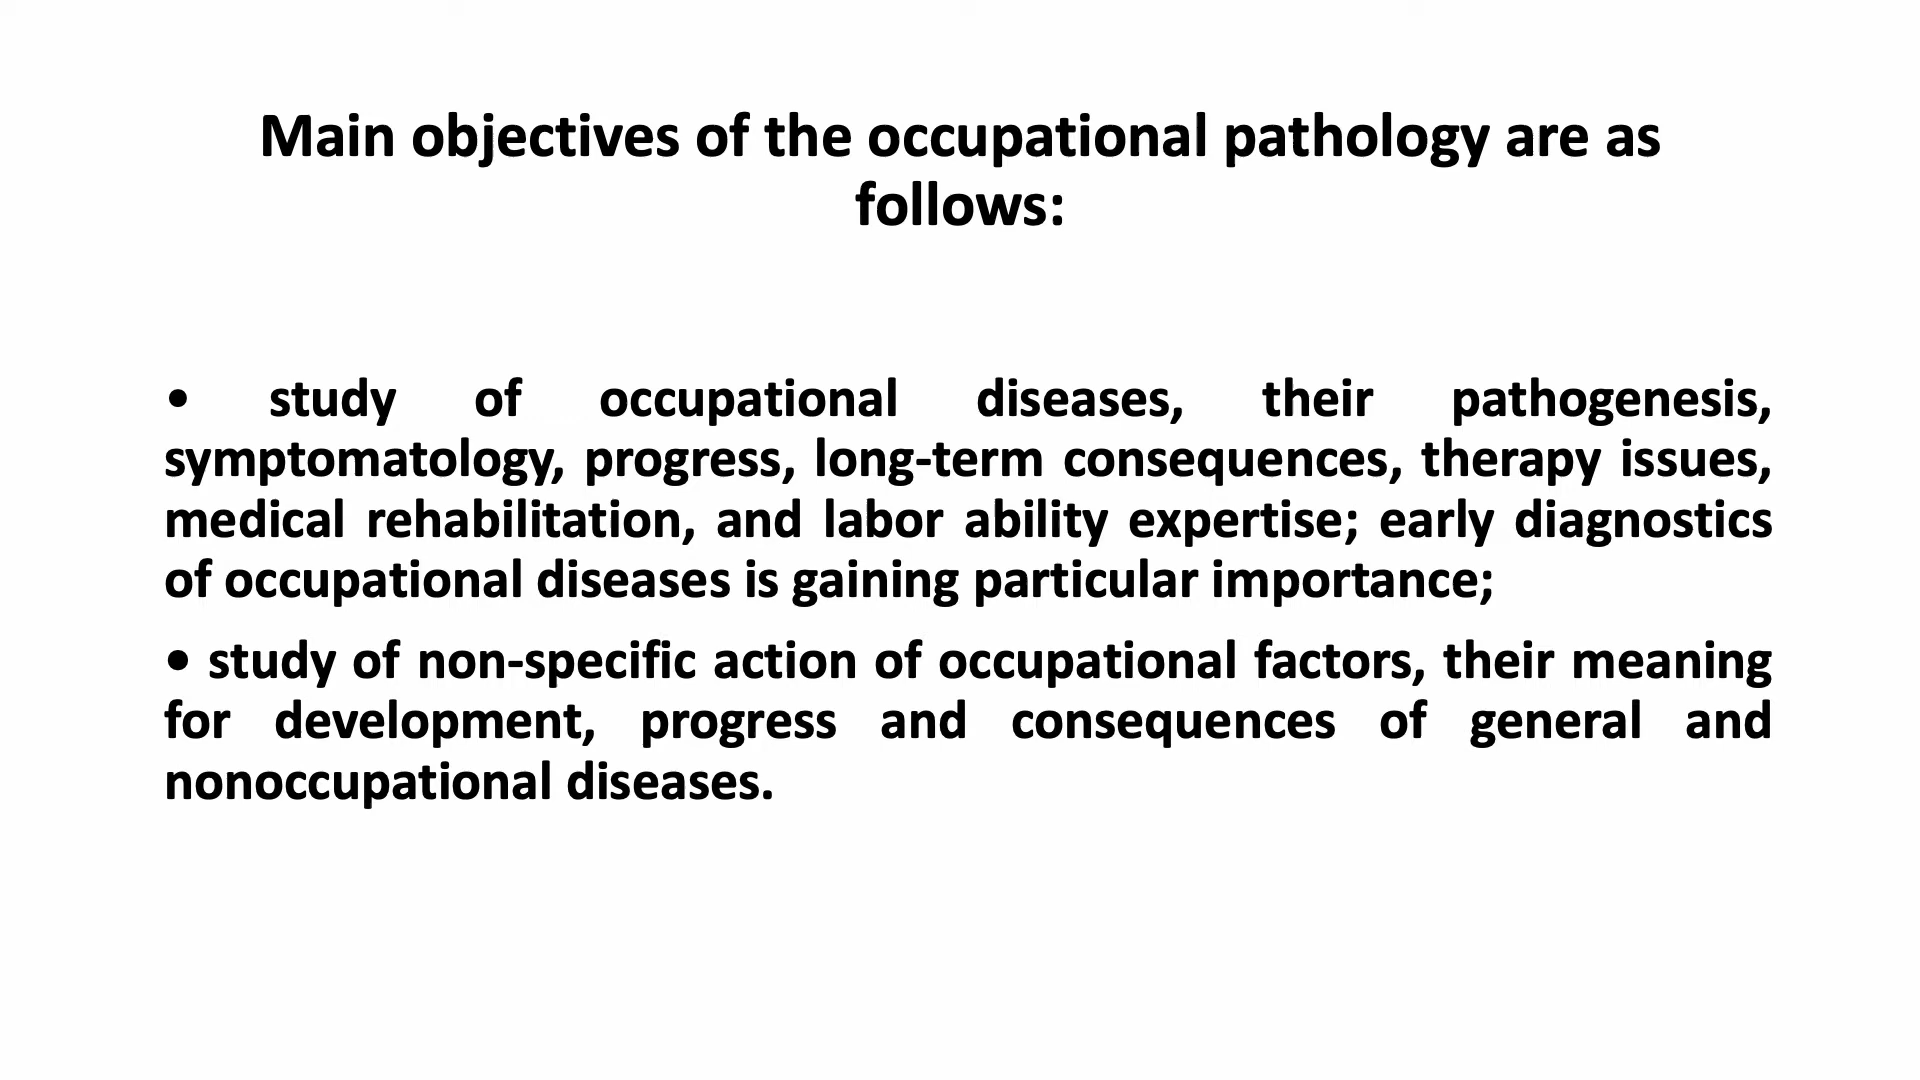 Main objectives of the occupational pathology are as
follows:
• study of occupational diseases, their pathogenesis,
symptomatology, progress, long-term consequences, therapy issues,
medical rehabilitation, and labor ability expertise; early diagnostics
of occupational diseases is gaining particular importance;
• study of non-specific action of occupational factors, their meaning
for development, progress and consequences of general and
nonoccupational diseases.